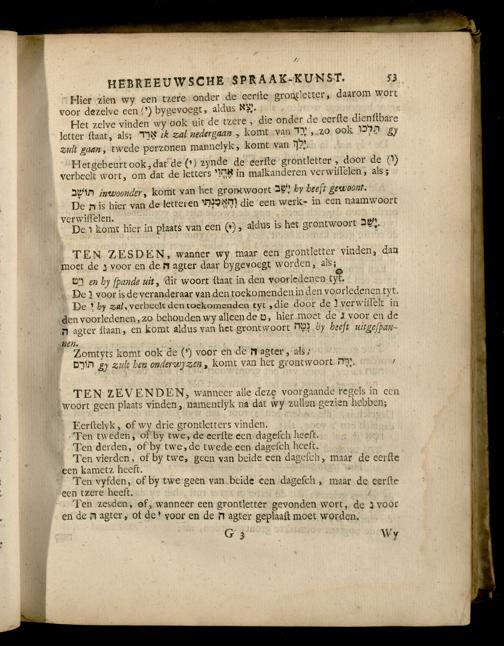 HEBREEUWSCHE SPRAAK-KUNST. 53
Hier zien wy een tzere onder de eerſte grontletter, daarom wort
voor dezelve een (י) bygevoegt, aldus יָצָא.
Het zelve vinden wy ook uit de tzere, die onder de eerſte dienſtbare
letter ſtaat, als; אֵרֵד ik zal nedergaan, komt van יָרַד, zo ook תֵּלְכוּ gy
zult gaan, twede perzonen mannelyk, komt van יָלַךְ.
Het gebeurt ook, dat de (י) zynde de eerſte grontletter, door de (ו)
verbeelt wort, om dat de letters אֶהֱוִי in malkanderen verwiſſelen, als;
תּוֹשָׁב inwoonder, komt van het grontwoort יָשַׁב hy heeft gewoont.
De ת is hier van de letteren die een werk- in een naamwoort
verwiſſelen.
De ו komt hier in plaats van een (י), aldus is het grontwoort יָשַׁב.
TEN ZESDEN, wanner wy maar een grontletter vinden, dan
moet de נ voor en de ה agter daar bygevoegt worden, als;
וַיֵּט en hy ſpande uit, dit woort ſtaat in den voorledenen tyt.
De ו voor is de veranderaar van den toekomenden in den voorledenen tyt.
De י hy zal, verbeelt den toekomenden tyt, die door de ו verwiſſelt in
den voorledenen, zo behouden wy alleen de ט, hier moet de נ voor en de
ה agter ſtaan, en komt aldus van het grontwoort נָטָה hy heeft uitgeſpan-
nen.
Zomtyts komt ook de (י) voor en de ה agter, als;
תּוֹרֵם gy zult hen onderwyzen, komt van het grontwoort יָרָה.
TEN ZEVENDEN, wanneer alle deze voorgaande regels in een
woort geen plaats vinden, namentlyk na dat wy zullen gezien hebben;
Eerſtelyk, of wy drie grontletters vinden.
Ten tweden, of by twe, de eerſte een dageſch heeft.
Ten derden, of by twe, de twede een dageſch heeft.
Ten vierden, of by twe, geen van beide een dageſch, maar de eerſte
een kametz heeft.
Ten vyfden, of by twe geen van beide een dageſch, maar de eerſte
een tzere heeft.
Ten zesden, of, wanneer een grontletter gevonden wort, de נ voor
en de ה agter, of de י voor en de ה agter geplaaſt moet worden.
G 3 Wy